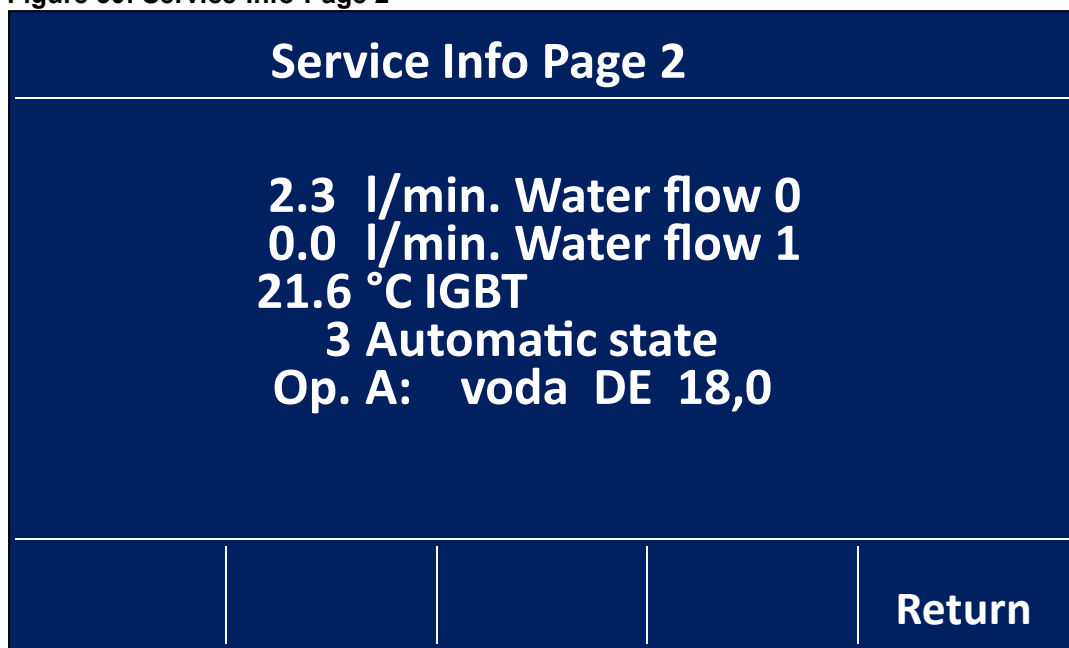 Service Info Page 2
2.3 l/min. Water flow 0
0.0 l/min. Water flow 1
21.6 °C IGBT
3 Automatic state
Op. A: voda DE 18,0
Return